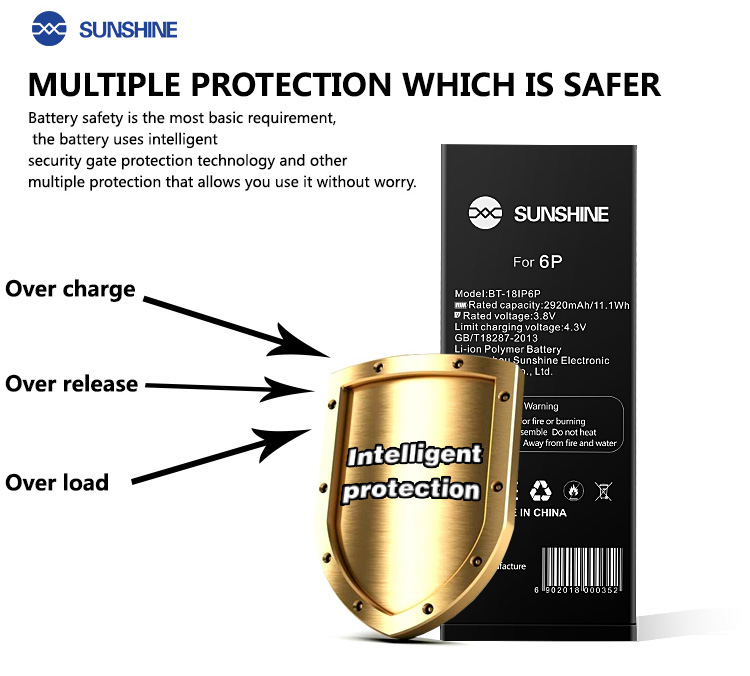 SUNSHINE
MULTIPLE PROTECTION WHICH IS SAFER
Battery safety is the most basic requirement,
the battery uses intelligent
security gate protection technology and other
multiple protection that allows you use it without worry.
SUNSHINE
For 6P
Model:BT-18IP6P
Rated capacity:2920mAh/11.1Wh
Rated voltage:3.8V
Limit charging voltage:4.3V
GB/T18287-2013
Li-ion Polymer Battery
Sunshine Electronic
Ltd.
Over charge
Over release
Over load
Intelligent
protection
Warning
or fire or burning
Do not heat
Away from fire and water
IN CHINA
6 902018 000352